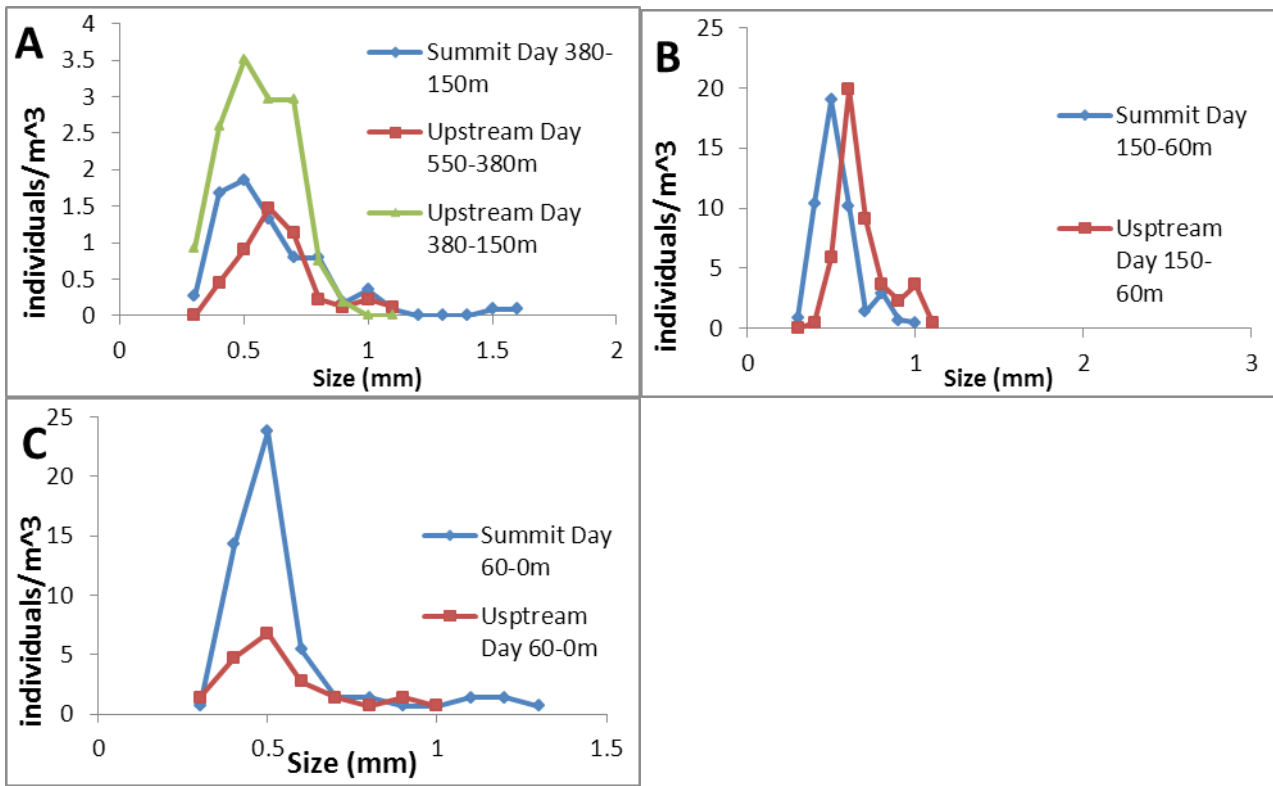 A
individuals/m^3
4
3.5
3
2.5
2
1.5
1
0.5
0
0
0.5
1
1.5
2
Size (mm)
Summit Day 380-
150m
Upstream Day
550-380m
Upstream Day
380-150m
B
individuals/m^3
25
20
15
10
5
0
0
1
2
3
Size (mm)
Summit Day
150-60m
Usptream
Day 150-
60m
C
individuals/m^3
25
20
15
10
5
0
0
0.5
1
1.5
Size (mm)
Summit Day
60-0m
Usptream
Day 60-0m